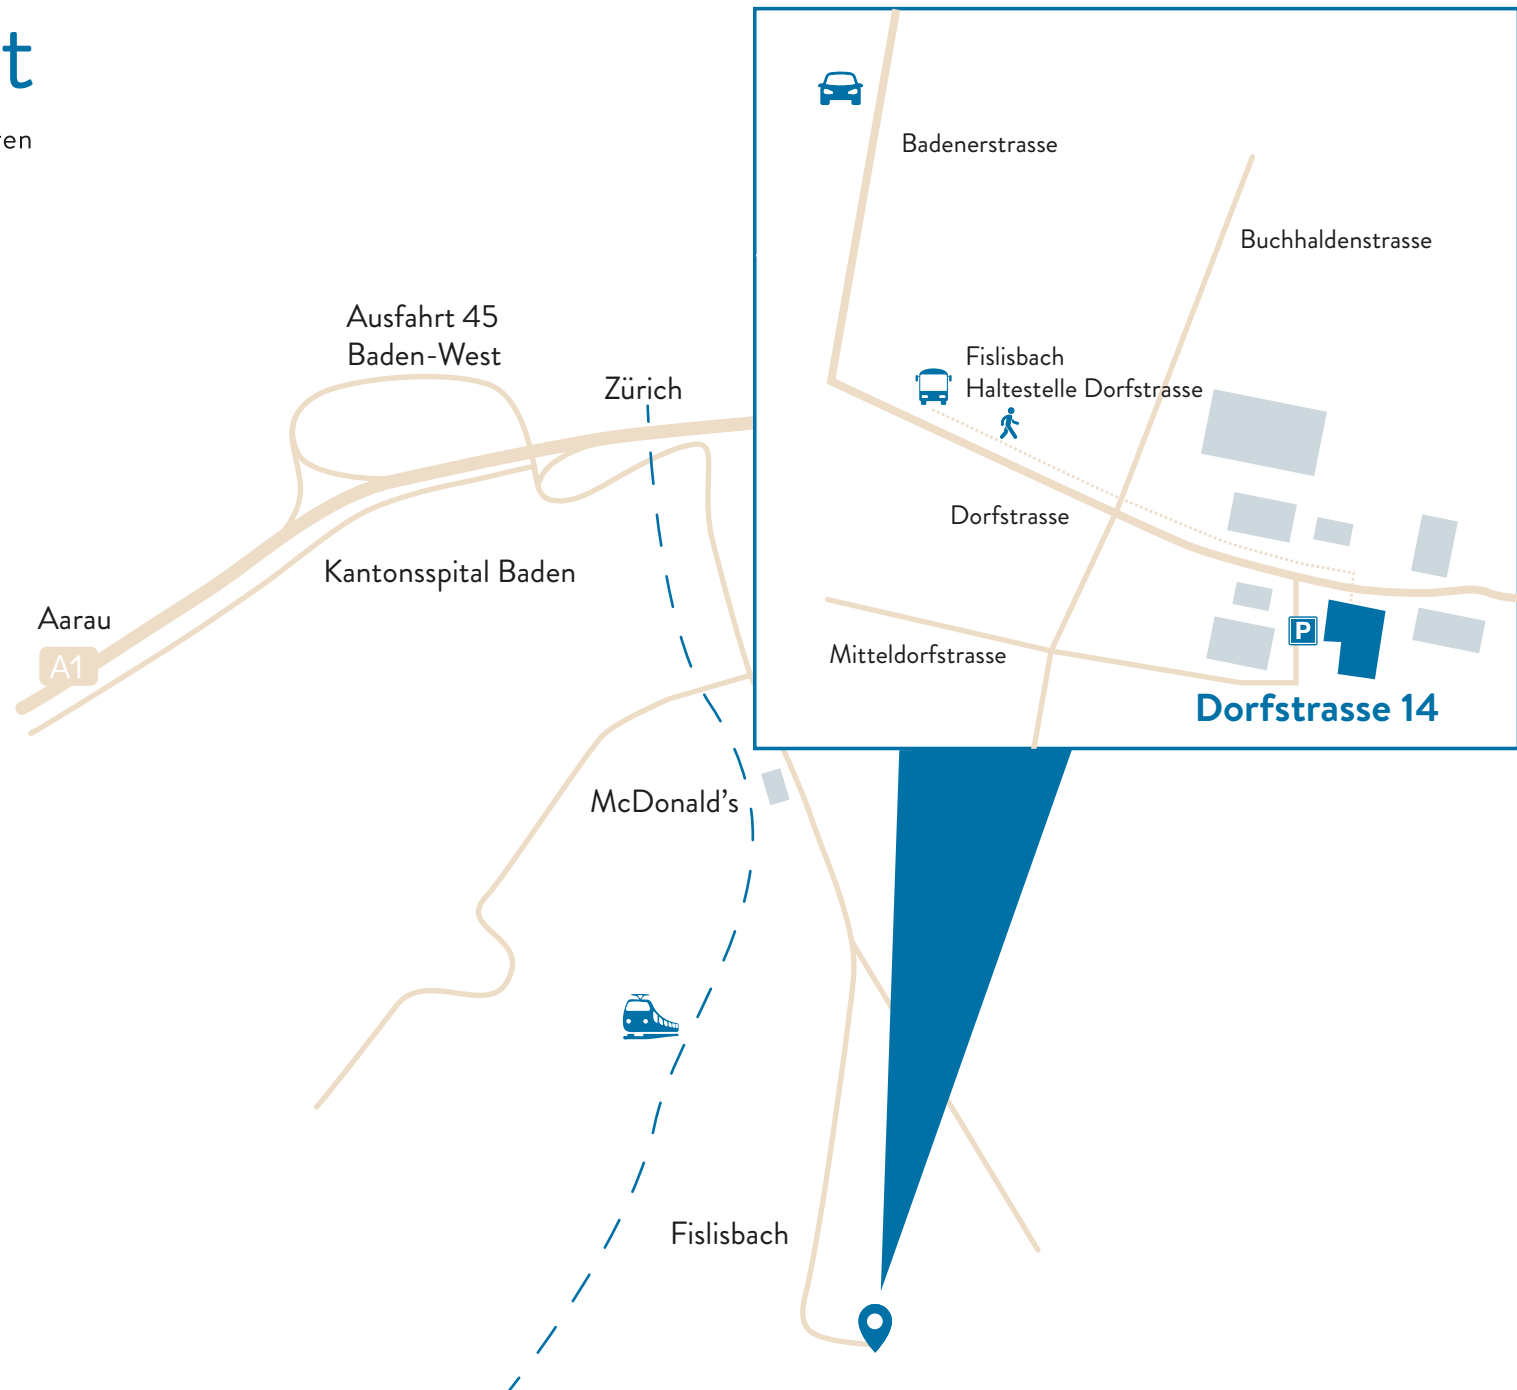 t
en
Badenerstrasse
Buchhaldenstrasse
Ausfahrt 45
Baden-West
Zürich
Fislisbach
Haltestelle Dorfstrasse
Dorfstrasse
Kantonsspital Baden
Aarau
A1
Mitteldorfstrasse
P
Dorfstrasse 14
McDonald's
Fislisbach